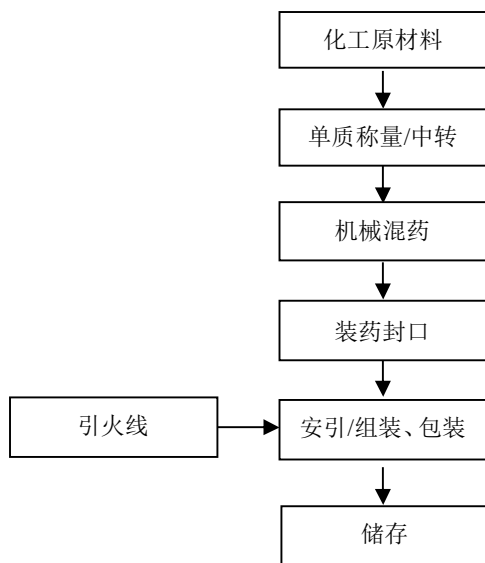 化工原材料
单质称量/中转
机械混药
装药封口
引火线
安引/组装、包装
储存